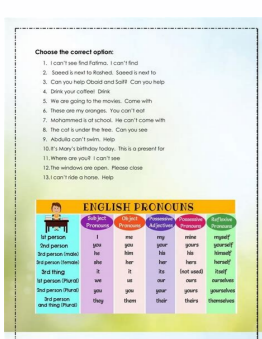 Choose the correct option:
1. I can't see find Fatima. I can't find
2. Saeed is next to Rashed. Saeed is next to
3. Can you help Obaid and Saif? Can you help
4. Drink your coffee! Drink
5. We are going to the movies. Come with
6. These are my oranges. You can't eat
7. Mohammed is at school. He can't come with
8. The cat is under the tree. Can you see
9. Abdulla can't swim. Help
10. It's Mary's birthday today. This is a present for
11. Where are you? I can't see
12. The windows are open. Please close
13. I can't ride a horse. Help
ENGLISH PRONOUNS
Subject Pronouns Object Pronouns Possessive Adjectives Possessive Pronouns Reflexive Pronouns
1st person I me my mine myself
2nd person you you your yours yourself
3rd person (male) he him his his himself
3rd person (female) she her her hers herself
3rd thing it it its (not used) itself
1st person (Plural) we us our ours ourselves
2nd person (Plural) you you your yours yourselves
3rd person and thing (Plural) they them their theirs themselves